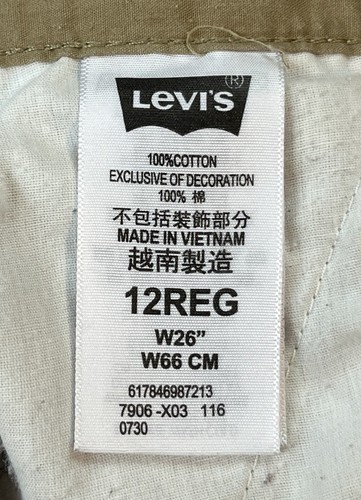 LEVI'S ®
100%COTTON
EXCLUSIVE OF DECORATION
100% 棉
不包括裝飾部分
MADE IN VIETNAM
越南製造
12REG
W26"
W66 CM
617846987213
7906 -X03 116
0730